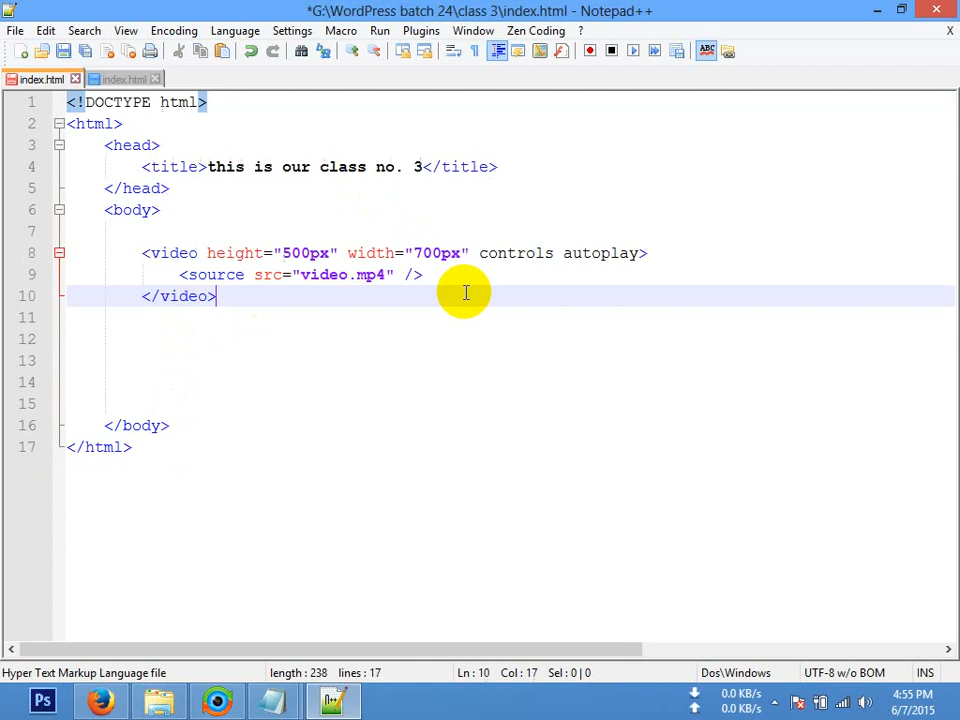 *G:\WordPress batch 24\class 3\index.html - Notepad++
File Edit Search View Encoding Language Settings Macro Run Plugins Window Zen Coding ? X
ABC
index.html index.html
1 <!DOCTYPE html>
2 <html>
3 <head>
4 <title>this is our class no. 3</title>
5 </head>
6 <body>
7
8 <video height="500px" width="700px" controls autoplay>
9 <source src="video.mp4" />
10 </video>
11
12
13
14
15
16 </body>
17 </html>
Hyper Text Markup Language file length : 238 lines : 17 Ln : 10 Col : 17 Sel : 0 | 0 Dos\Windows UTF-8 w/o BOM INS
Ps N++ 0.0 KB/s 4:55 PM
0.0 KB/s 6/7/2015